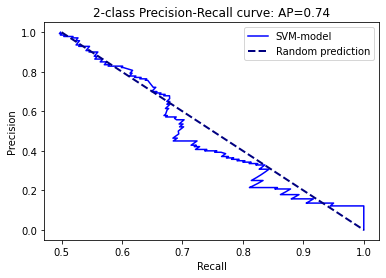 2-class Precision-Recall curve: AP=0.74
SVM-model
Random prediction
Precision
1.0
0.8
0.6
0.4
0.2
0.0
0.5 0.6 0.7 0.8 0.9 1.0
Recall